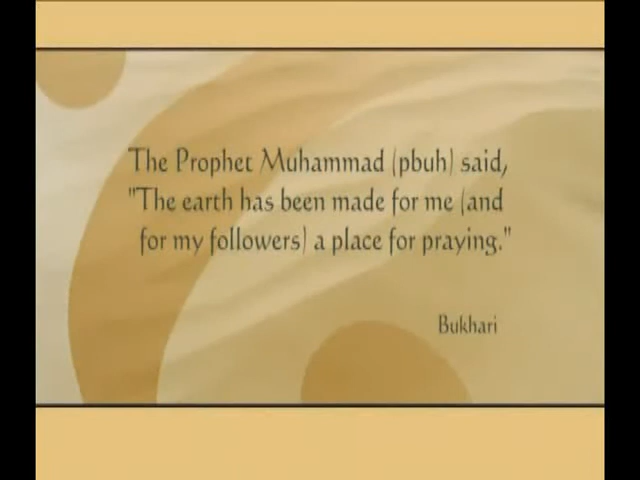 The Prophet Muhammad (pbuh) said,
"The earth has been made for me (and
for my followers) a place for praying."
Bukhari